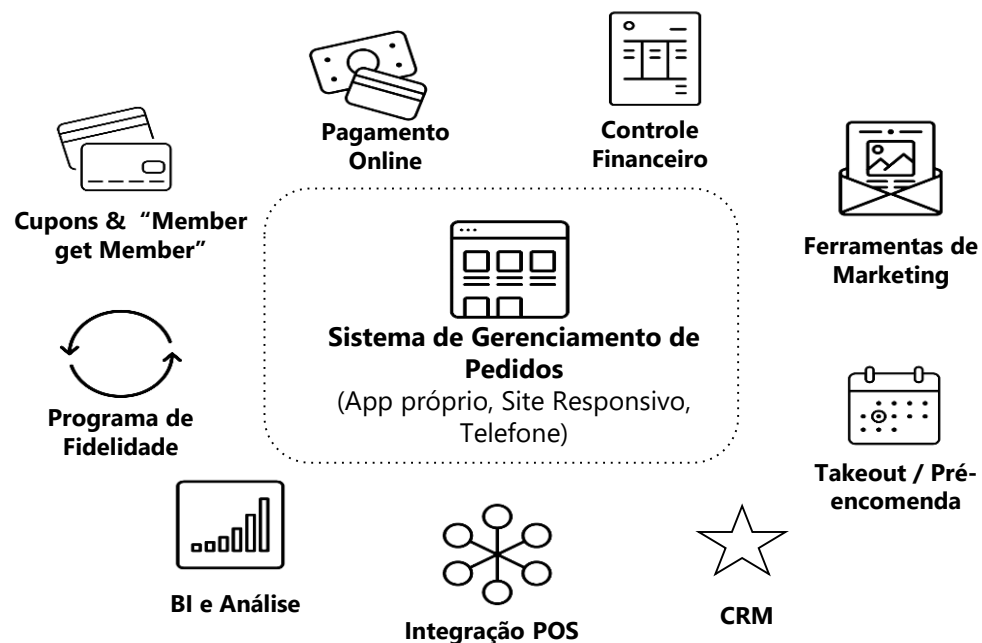 Pagamento
Online
Controle
Financeiro
Cupons & “Member
get Member”
Ferramentas de
Marketing
Sistema de Gerenciamento de
Pedidos
(App próprio, Site Responsivo,
Telefone)
Programa de
Fidelidade
Takeout / Pré-
encomenda
BI e Análise
Integração POS
CRM